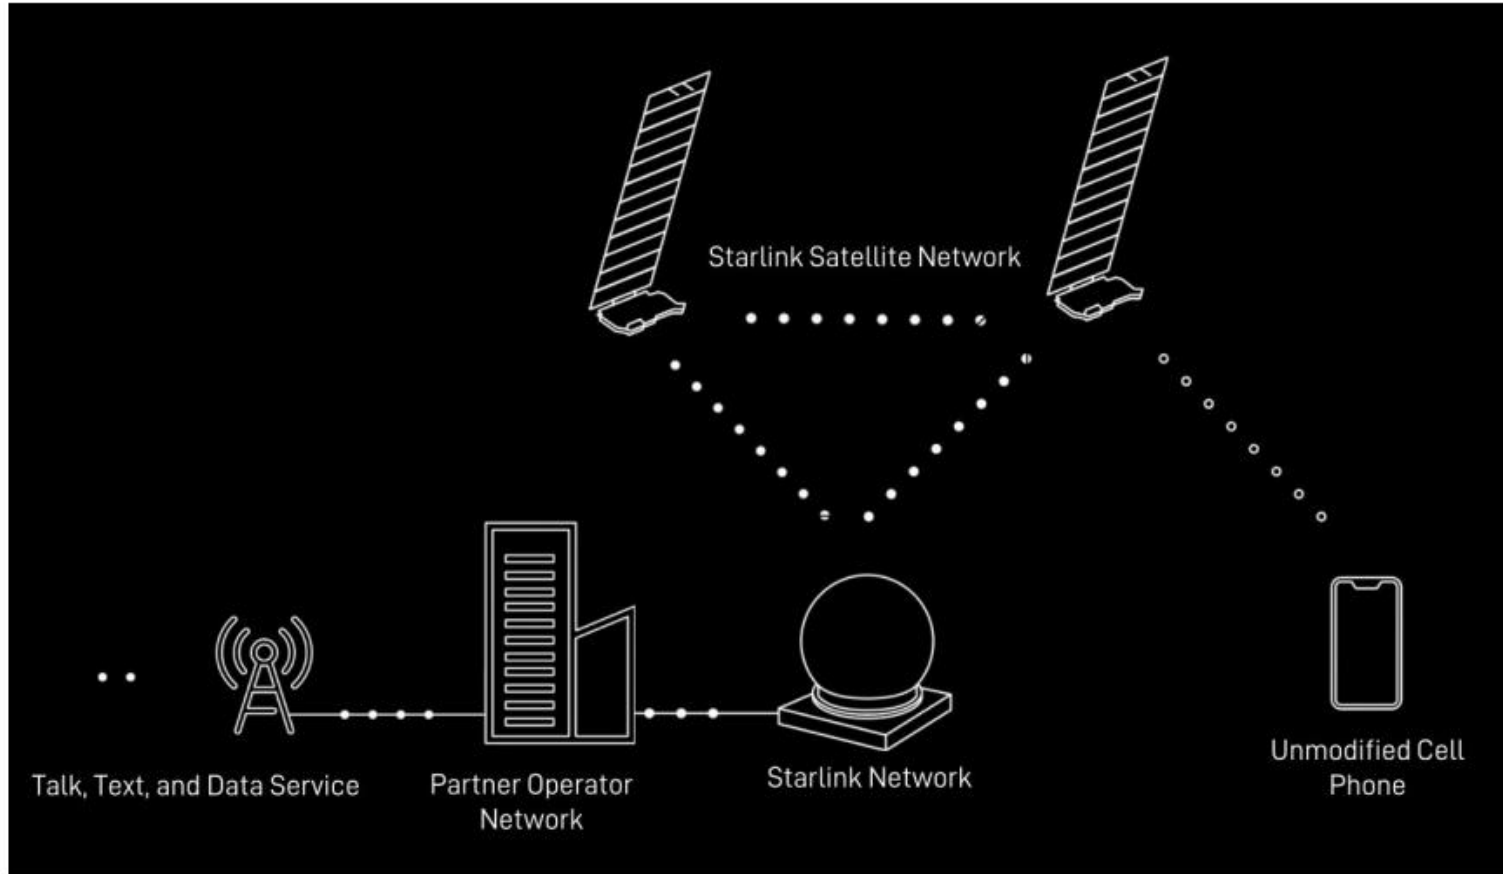 Starlink Satellite Network
Talk, Text, and Data Service
Partner Operator
Network
Starlink Network
Unmodified Cell
Phone